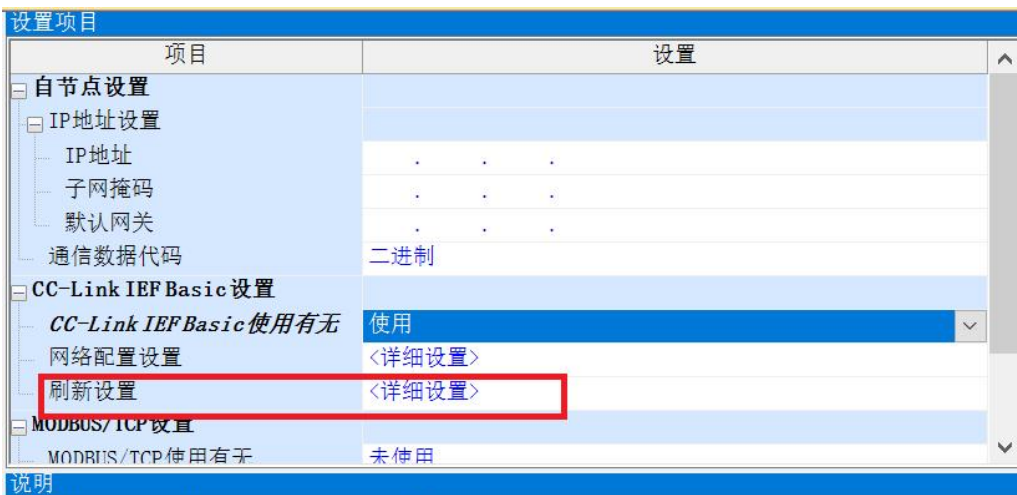 设置项目
项目 设置
自节点设置
IP地址设置
IP地址 . . .
子网掩码 . . .
默认网关 . . .
通信数据代码 二进制
CC-Link IEF Basic设置
CC-Link IEF Basic使用有无 使用
网络配置设置 <详细设置>
刷新设置 <详细设置>
MODBUS/TCP设置
MODBUS/TCP使用有无 未使用
说明